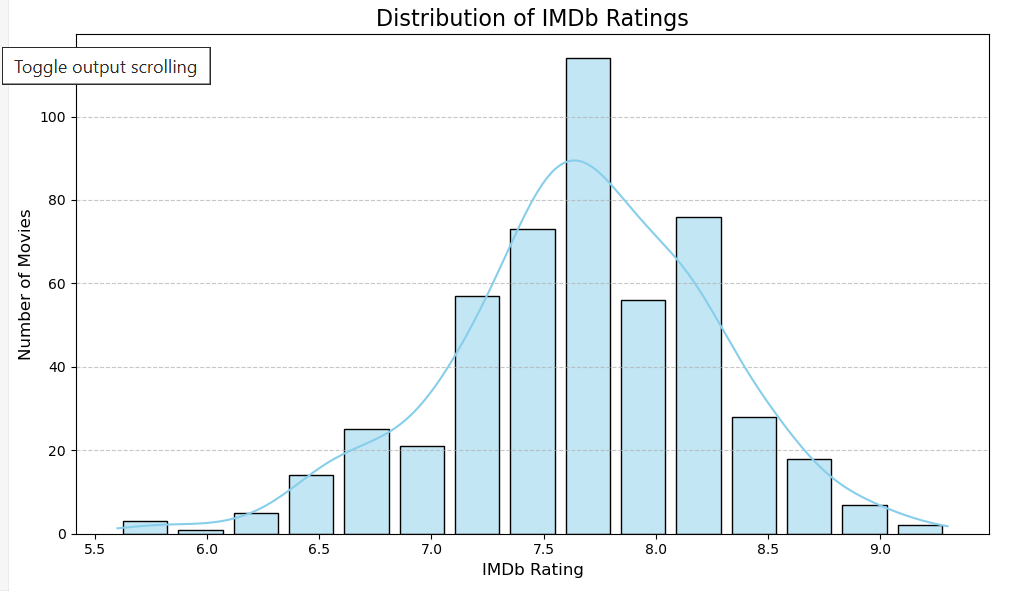 Distribution of IMDb Ratings
Toggle output scrolling
100
80
60
40
20
0
Number of Movies
5.5 6.0 6.5 7.0 7.5 8.0 8.5 9.0
IMDb Rating